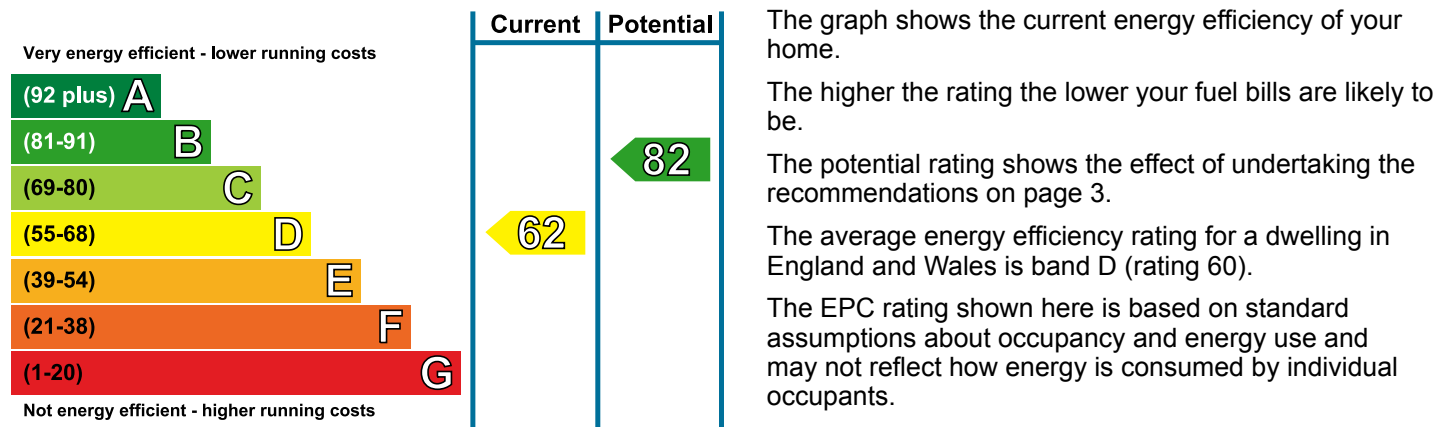 Current Potential
Very energy efficient - lower running costs
(92 plus) A
(81-91) B
82
(69-80) C
(55-68) D
62
(39-54) E
(21-38) F
(1-20) G
Not energy efficient - higher running costs
The graph shows the current energy efficiency of your
home.
The higher the rating the lower your fuel bills are likely to
be.
The potential rating shows the effect of undertaking the
recommendations on page 3.
The average energy efficiency rating for a dwelling in
England and Wales is band D (rating 60).
The EPC rating shown here is based on standard
assumptions about occupancy and energy use and
may not reflect how energy is consumed by individual
occupants.